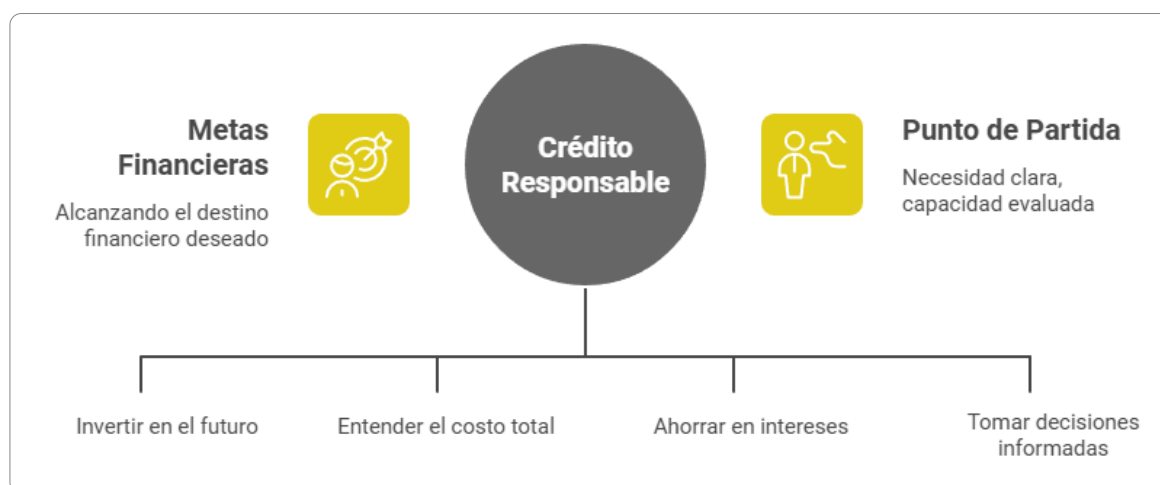 Metas
Financieras
Alcanzando el destino
financiero deseado
Crédito
Responsable
Punto de Partida
Necesidad clara,
capacidad evaluada
Invertir en el futuro
Entender el costo total
Ahorrar en intereses
Tomar decisiones
informadas